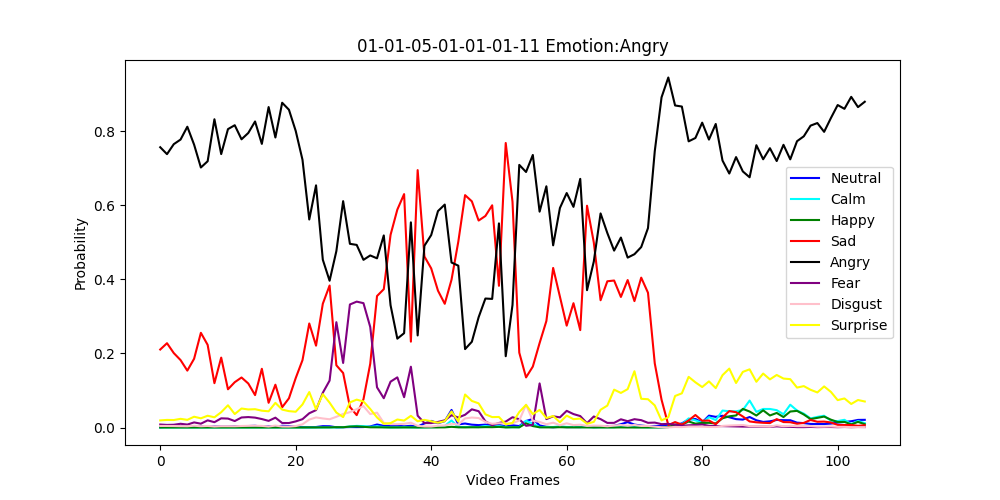 01-01-05-01-01-01-11 Emotion:Angry
Probability
0.8
0.6
0.4
0.2
0.0
0
20
40
60
80
100
Video Frames
Neutral
Calm
Happy
Sad
Angry
Fear
Disgust
Surprise